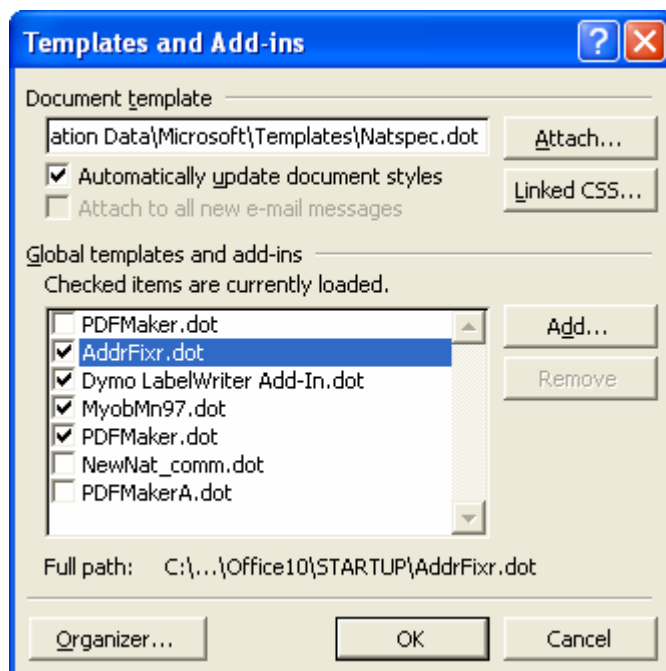 Templates and Add-ins
Document template
ation Data\Microsoft\Templates\Natspec.dot
Attach...
Automatically update document styles
Linked CSS...
Attach to all new e-mail messages
Global templates and add-ins
Checked items are currently loaded.
PDFMaker.dot
Add...
AddrFixr.dot
Dymo LabelWriter Add-In.dot
Remove
MyobMn97.dot
PDFMaker.dot
NewNat_comm.dot
PDFMakerA.dot
Full path: C:\...\Office10\STARTUP\AddrFixr.dot
Organizer...
OK
Cancel